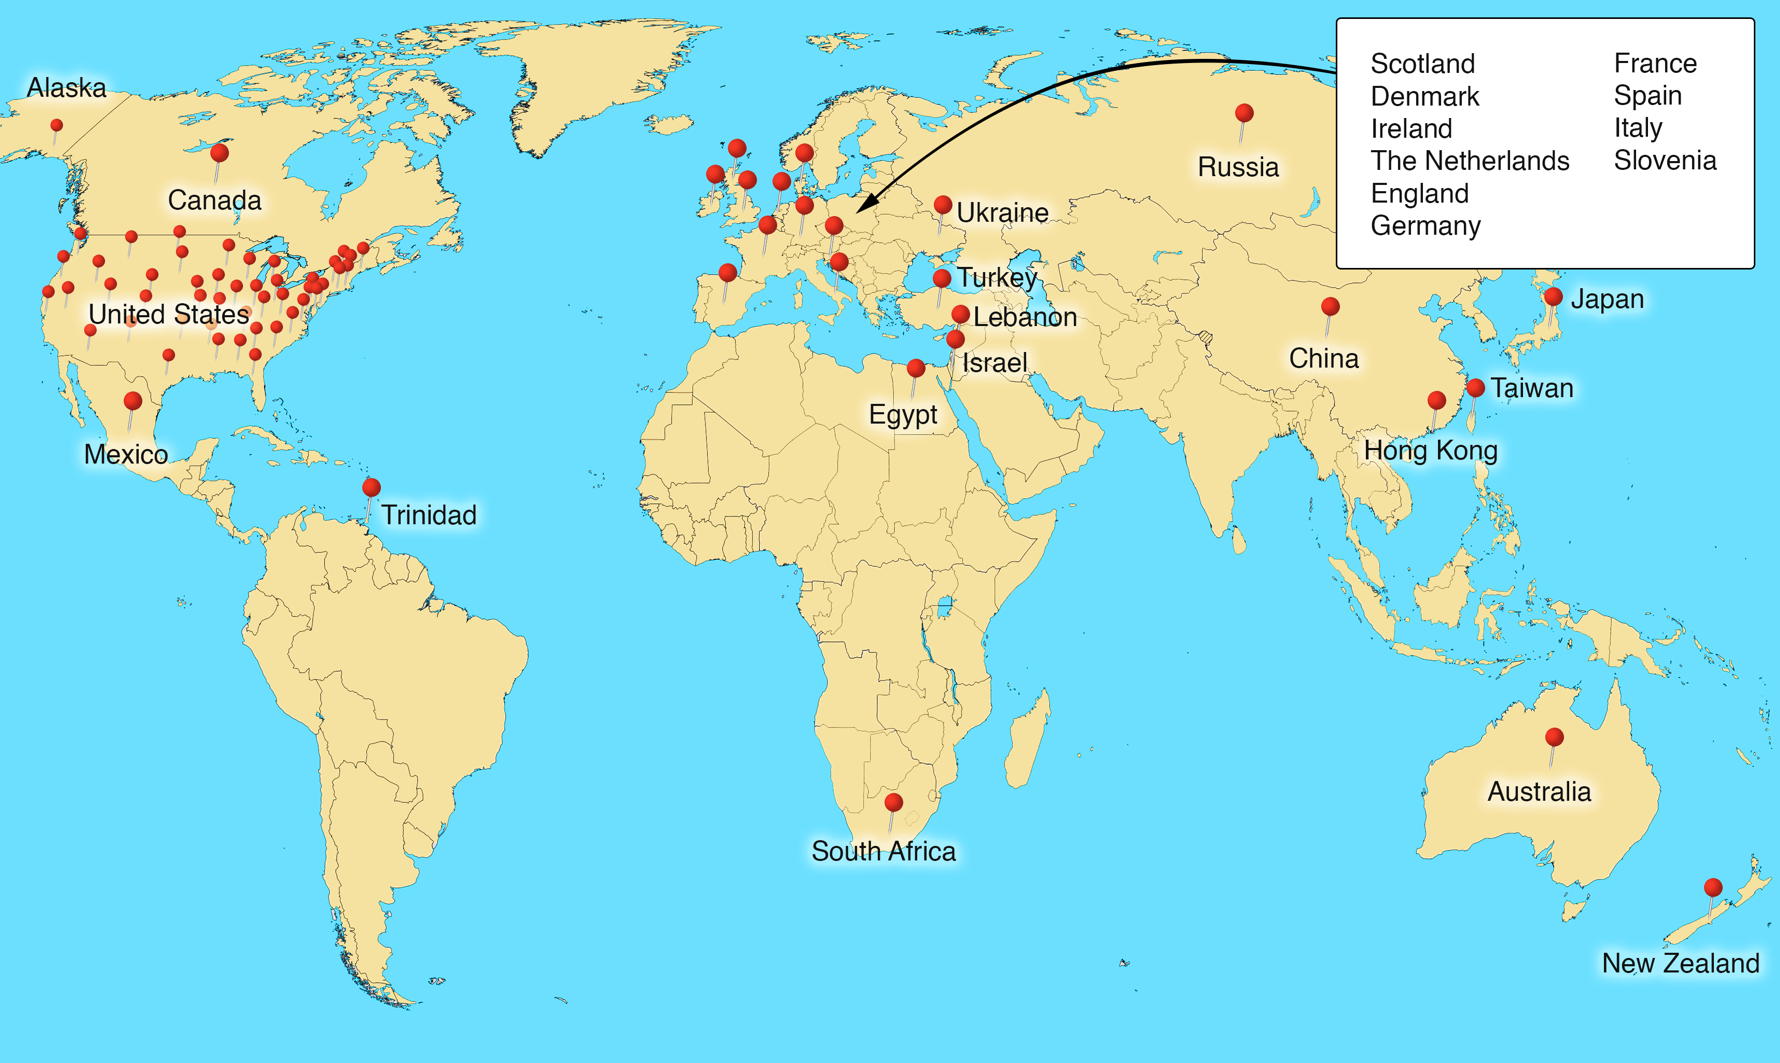 Alaska
Canada
United States
Mexico
Trinidad
Scotland
Denmark
Ireland
The Netherlands
England
Germany
France
Spain
Italy
Slovenia
Russia
Ukraine
Turkey
Lebanon
Israel
Egypt
South Africa
China
Japan
Taiwan
Hong Kong
Australia
New Zealand